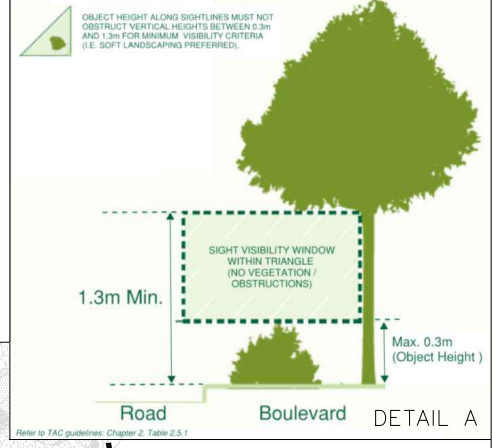 OBJECT HEIGHT ALONG SIGHTLINES MUST NOT
OBSTRUCT VERTICAL HEIGHTS BETWEEN 0.3m
AND 1.3m FOR MINIMUM VISIBILITY CRITERIA
(I.E. SOFT LANDSCAPING PREFERRED).
SIGHT VISIBILITY WINDOW
WITHIN TRIANGLE
(NO VEGETATION /
OBSTRUCTIONS)
1.3m Min.
Max. 0.3m
(Object Height )
Road
Boulevard
DETAIL A
Refer to TAC guidelines: Chapter 2, Table 2.5.1